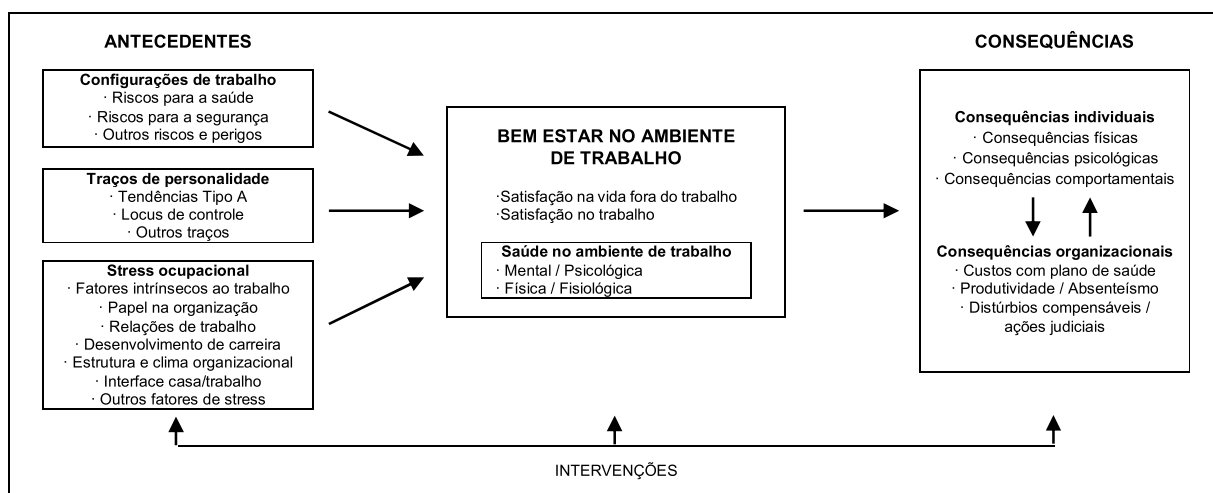 ANTECEDENTES
Configurações de trabalho
· Riscos para a saúde
· Riscos para a segurança
· Outros riscos e perigos
Traços de personalidade
· Tendências Tipo A
· Locus de controle
· Outros traços
Stress ocupacional
· Fatores intrínsecos ao trabalho
· Papel na organização
· Relações de trabalho
· Desenvolvimento de carreira
· Estrutura e clima organizacional
· Interface casa/trabalho
· Outros fatores de stress
BEM ESTAR NO AMBIENTE
DE TRABALHO
·Satisfação na vida fora do trabalho
·Satisfação no trabalho
Saúde no ambiente de trabalho
· Mental / Psicológica
· Física / Fisiológica
CONSEQUÊNCIAS
Consequências individuais
· Consequências físicas
· Consequências psicológicas
· Consequências comportamentais
Consequências organizacionais
· Custos com plano de saúde
· Produtividade / Absenteísmo
· Distúrbios compensáveis /
ações judiciais
INTERVENÇÕES